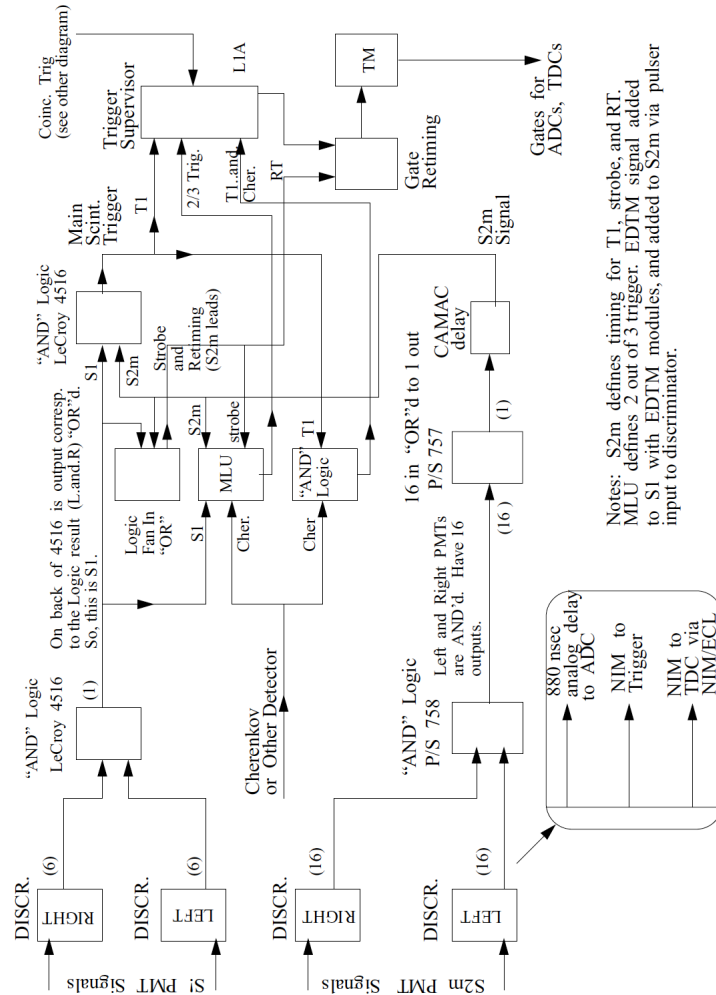 S! PMT
Signals
DISCR.
RIGHT
(6)
DISCR.
LEFT
(6)
"AND" Logic
LeCroy 4516
(1)
On back of 4516 is output corresp.
to the Logic result (L.and.R) "OR"d.
So, this is S1.
S1
S2m
"AND" Logic
LeCroy 4516
Main
Scint.
Trigger
T1
Coinc. Trig
(see other diagram)
Trigger
Supervisor
L1A
2/3 Trig.
T1..and.
Cher.
RT
Logic
Fan In
"OR"
Strobe
and
Retiming
(S2m leads)
S1
Cher.
MLU
S2m
strobe
Cher
"AND"
Logic
T1
Cherenkov
or Other Detector
Gate
Retiming
TM
Gates for
ADCs, TDCs
S2m PMT
Signals
DISCR.
RIGHT
(16)
DISCR.
LEFT
(16)
"AND" Logic
P/S 758
Left and Right PMTs
are AND'd. Have 16
outputs.
(16)
16 in "OR"d to 1 out
P/S 757
(1)
CAMAC
delay
S2m
Signal
880 nsec
analog delay
to ADC
NIM to
Trigger
NIM to
TDC via
NIM/ECL
Notes: S2m defines timing for T1, strobe, and RT.
MLU defines 2 out of 3 trigger. EDTM signal added
to S1 with EDTM modules, and added to S2m via pulser
input to discriminator.